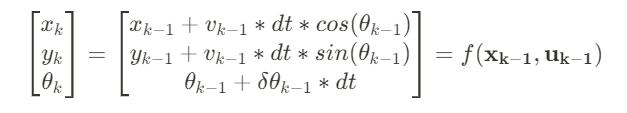 [x_k] = [x_{k−1} + v_{k−1} * dt * cos(θ_{k−1})]
[y_k] = [y_{k−1} + v_{k−1} * dt * sin(θ_{k−1})] = f(x_{k−1}, u_{k−1})
[θ_k] = [θ_{k−1} + δθ_{k−1} * dt]